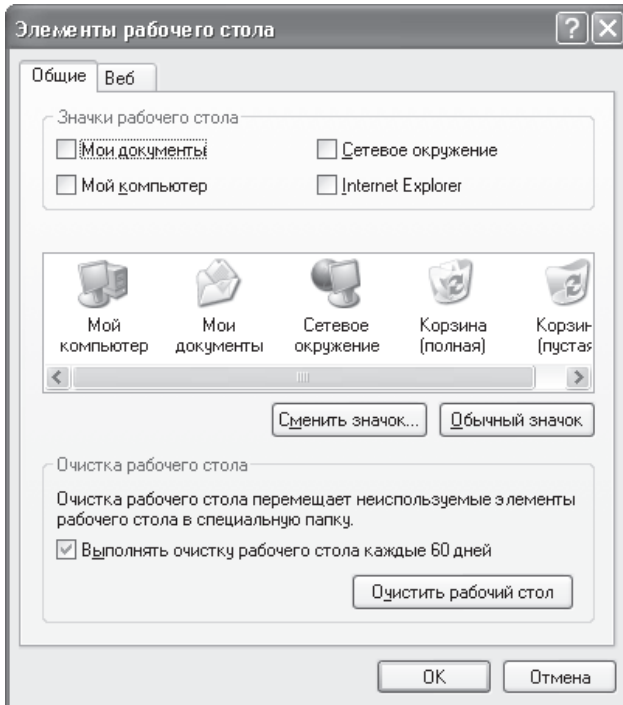 Элементы рабочего стола
Общие Веб
Значки рабочего стола
Мои документы Сетевое окружение
Мой компьютер Internet Explorer
Мой Мои Сетевое Корзина Корзин
компьютер документы окружение (полная) (пустая
Сменить значок... Обычный значок
Очистка рабочего стола
Очистка рабочего стола перемещает неиспользуемые элементы
рабочего стола в специальную папку.
Выполнять очистку рабочего стола каждые 60 дней
Очистить рабочий стол
OK Отмена